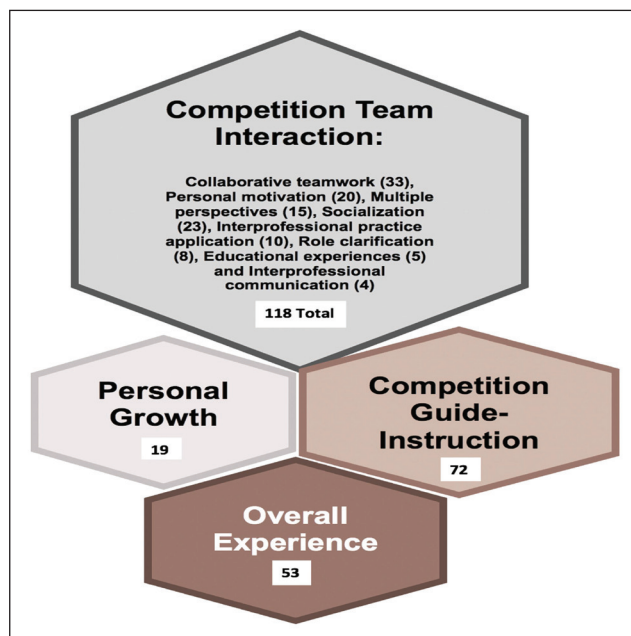 Competition Team
Interaction:
Collaborative teamwork (33),
Personal motivation (20), Multiple
perspectives (15), Socialization
(23), Interprofessional practice
application (10), Role clarification
(8), Educational experiences (5)
and Interprofessional
communication (4)
118 Total
Personal
Growth
19
Competition
Guide-
Instruction
72
Overall
Experience
53